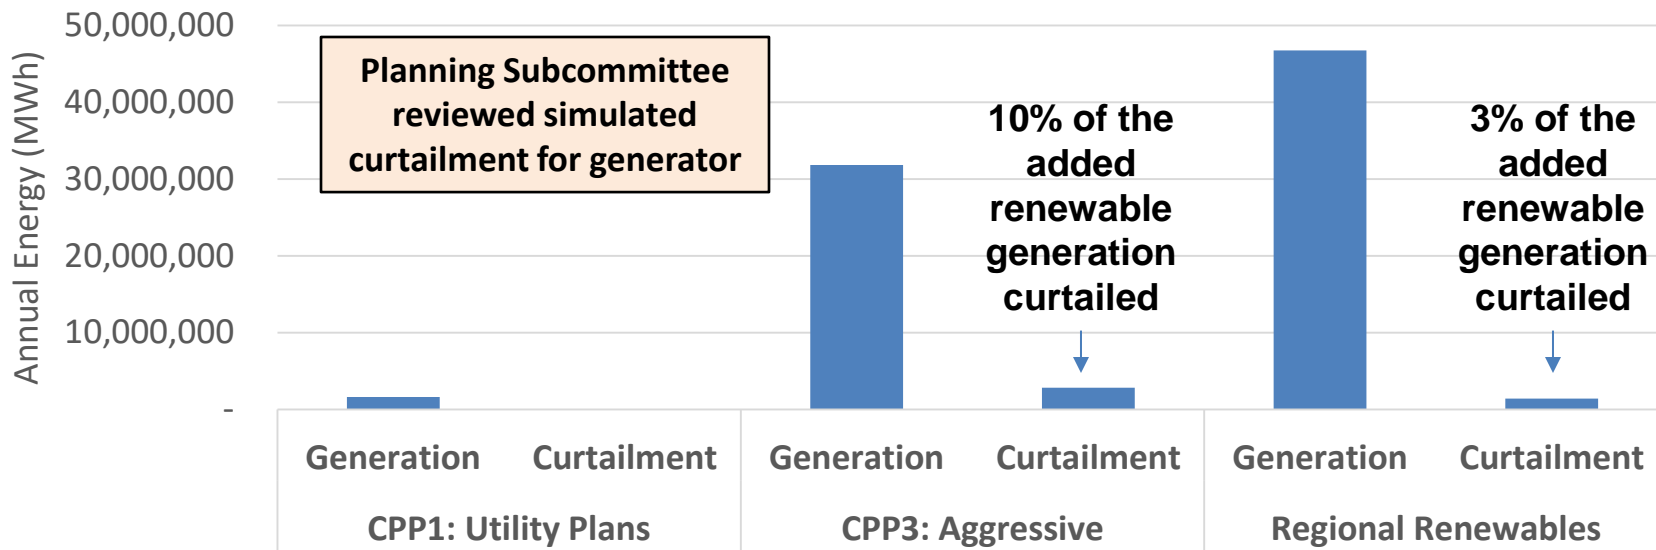 Annual Energy (MWh)
50,000,000
40,000,000
30,000,000
20,000,000
10,000,000
-
Planning Subcommittee
reviewed simulated
curtailment for generator
10% of the
added
renewable
generation
curtailed
3% of the
added
renewable
generation
curtailed
Generation Curtailment Generation Curtailment Generation Curtailment
CPP1: Utility Plans CPP3: Aggressive Regional Renewables